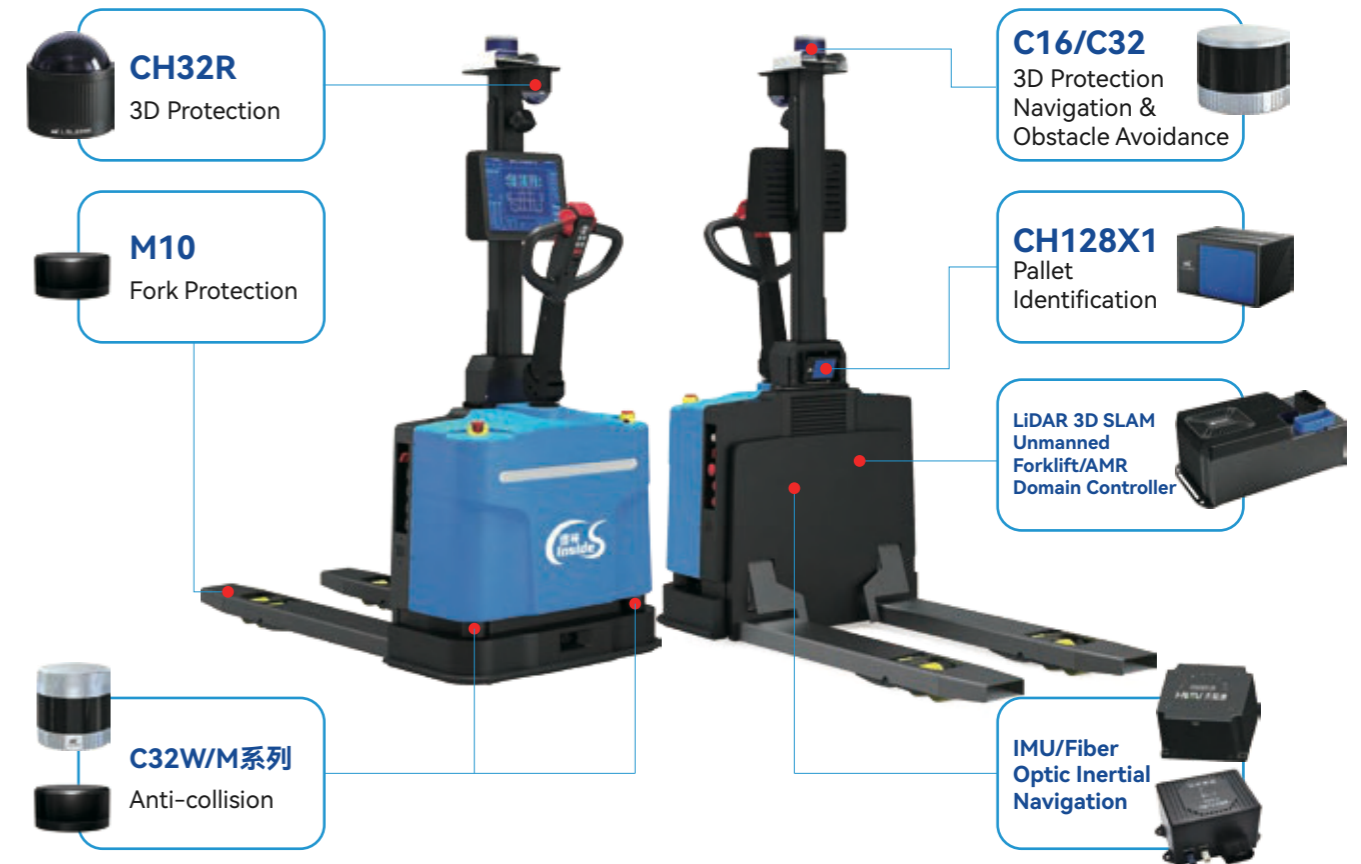 CH32R
3D Protection
M10
Fork Protection
C32W/M系列
Anti-collision
C16/C32
3D Protection
Navigation &
Obstacle Avoidance
CH128X1
Pallet
Identification
LiDAR 3D SLAM
Unmanned
Forklift/AMR
Domain Controller
IMU/Fiber
Optic Inertial
Navigation
Inside